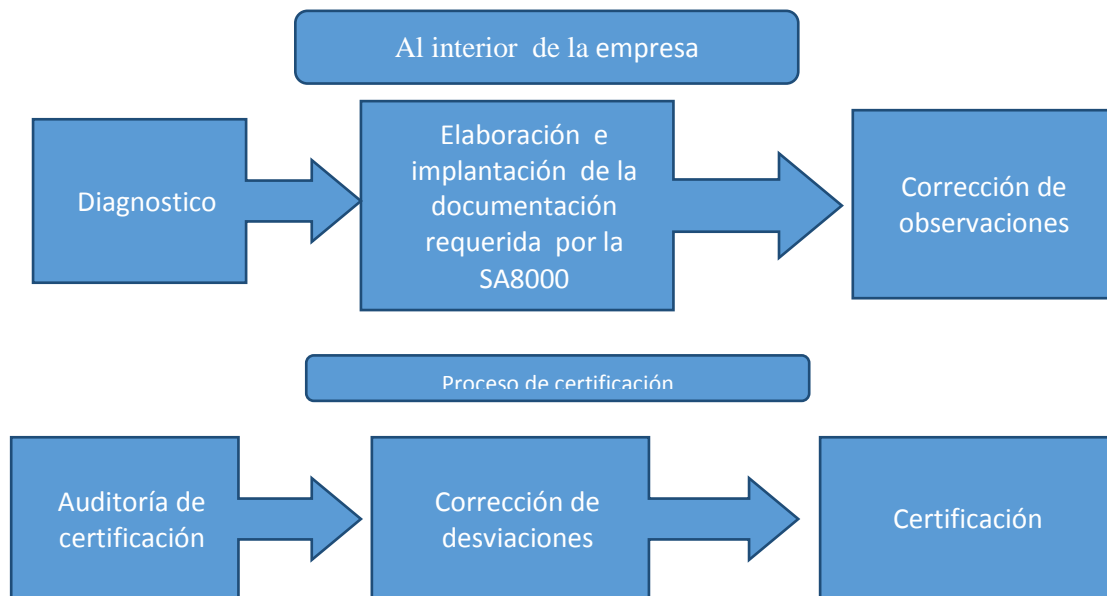 Al interior de la empresa
Diagnostico
Elaboración e
implantación de la
documentación
requerida por la
SA8000
Corrección de
observaciones
Proceso de certificación
Auditoría de
certificación
Corrección de
desviaciones
Certificación